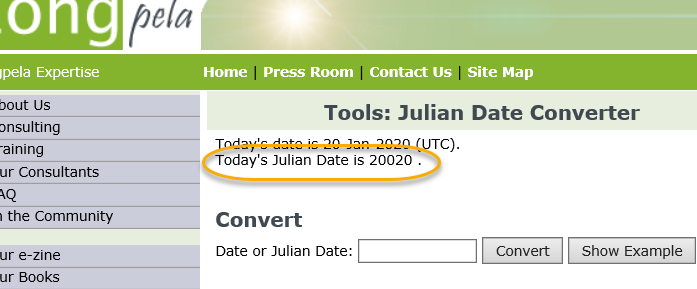 ong
pela
gpela Expertise
Home | Press Room | Contact Us | Site Map
bout Us
onsulting
raining
ur Consultants
AQ
n the Community
ur e-zine
ur Books
Tools: Julian Date Converter
Today's date is 20 Jan 2020 (UTC).
Today's Julian Date is 20020 .
Convert
Date or Julian Date: Convert Show Example